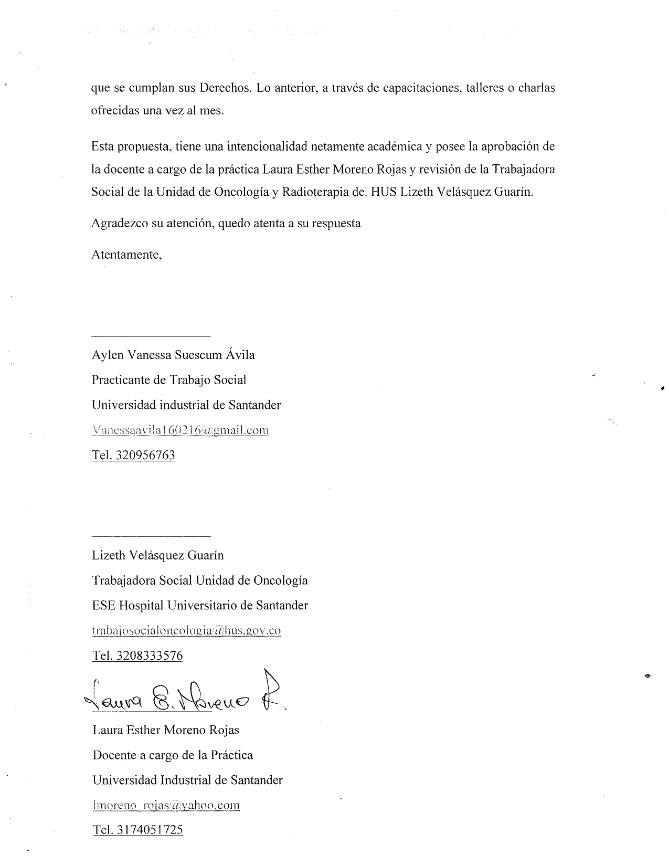 que se cumplan sus Derechos. Lo anterior, a través de capacitaciones, talleres o charlas
ofrecidas una vez al mes.
Esta propuesta, tiene una intencionalidad netamente académica y posee la aprobación de
la docente a cargo de la práctica Laura Esther Moreno Rojas y revisión de la Trabajadora
Social de la Unidad de Oncología y Radioterapia del HUS Lizeth Velásquez Guarín.
Agradezco su atención, quedo atenta a su respuesta
Atentamente,
Aylen Vanessa Suescum Ávila
Practicante de Trabajo Social
Universidad industrial de Santander
Vanessaavila160216@gmail.com
Tel. 320956763
Lizeth Velásquez Guarín
Trabajadora Social Unidad de Oncología
ESE Hospital Universitario de Santander
trabajosocialoncologia@hus.gov.co
Tel. 3208333576
Laura E. Moreno R.
Laura Esther Moreno Rojas
Docente a cargo de la Práctica
Universidad Industrial de Santander
lmoreno_rojas@yahoo.com
Tel. 3174051725